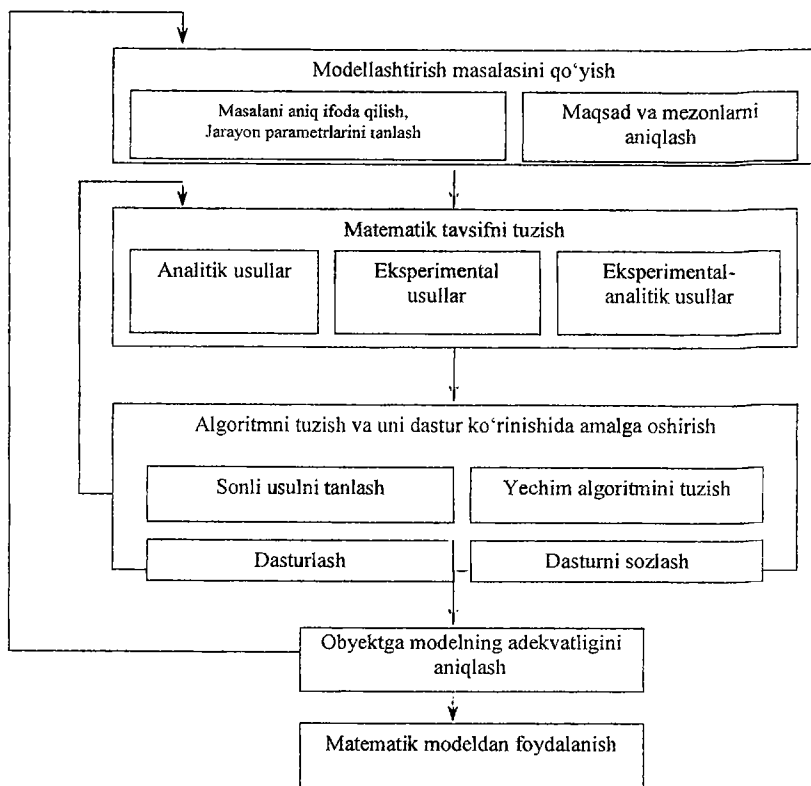 Modellashtirish masalasini qo‘yish
Masalani aniq ifoda qilish,
Jarayon parametrlarini tanlash
Maqsad va mezonlarni
aniqlash
Matematik tavsifni tuzish
Analitik usullar
Eksperimental
usullar
Eksperimental-
analitik usullar
Algoritmni tuzish va uni dastur ko‘rinishida amalga oshirish
Sonli usulni tanlash
Yechim algoritmini tuzish
Dasturlash
Dasturni sozlash
Obyektga modelning adekvatligini
aniqlash
Matematik modeldan foydalanish